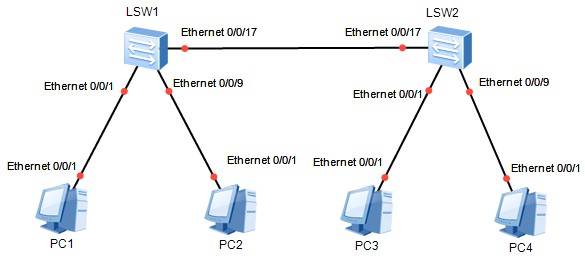 LSW1
LSW2
Ethernet 0/0/17
Ethernet 0/0/17
Ethernet 0/0/1
Ethernet 0/0/9
Ethernet 0/0/1
Ethernet 0/0/9
Ethernet 0/0/1
Ethernet 0/0/1
Ethernet 0/0/1
Ethernet 0/0/1
PC1
PC2
PC3
PC4